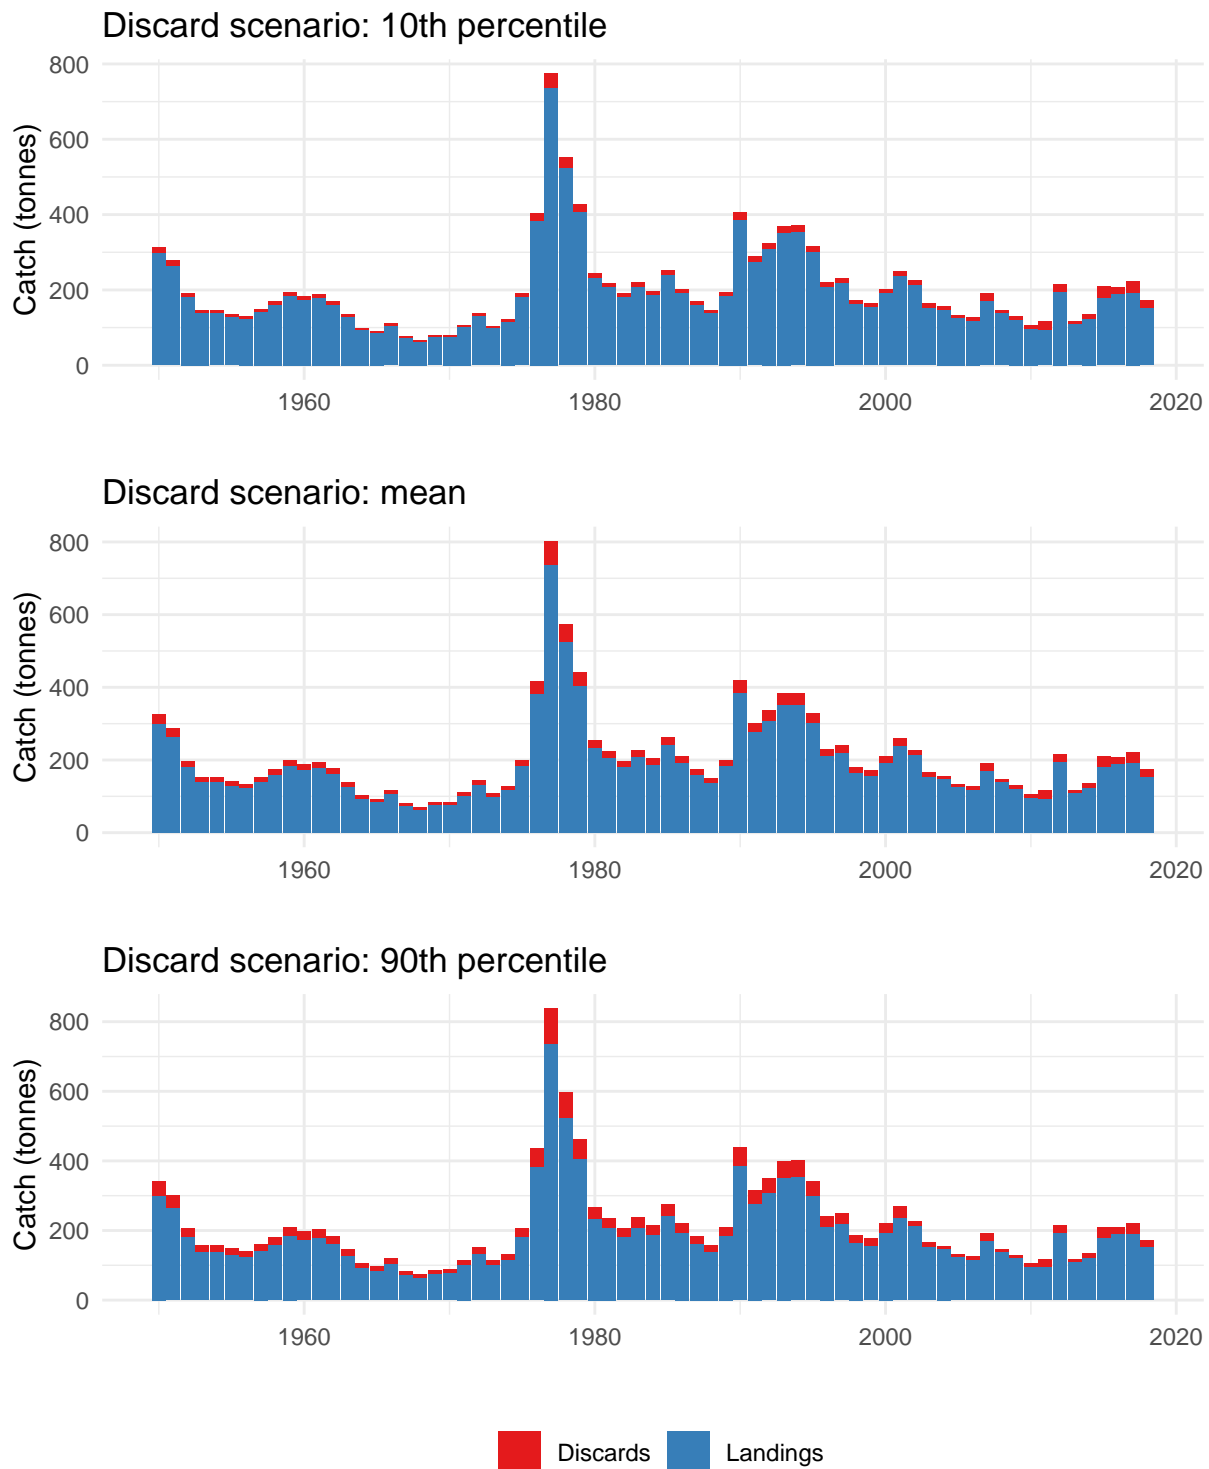 Discard scenario: 10th percentile
Catch (tonnes)
800
600
400
200
0
1960 1980 2000 2020
Discard scenario: mean
Catch (tonnes)
800
600
400
200
0
1960 1980 2000 2020
Discard scenario: 90th percentile
Catch (tonnes)
800
600
400
200
0
1960 1980 2000 2020
Discards Landings